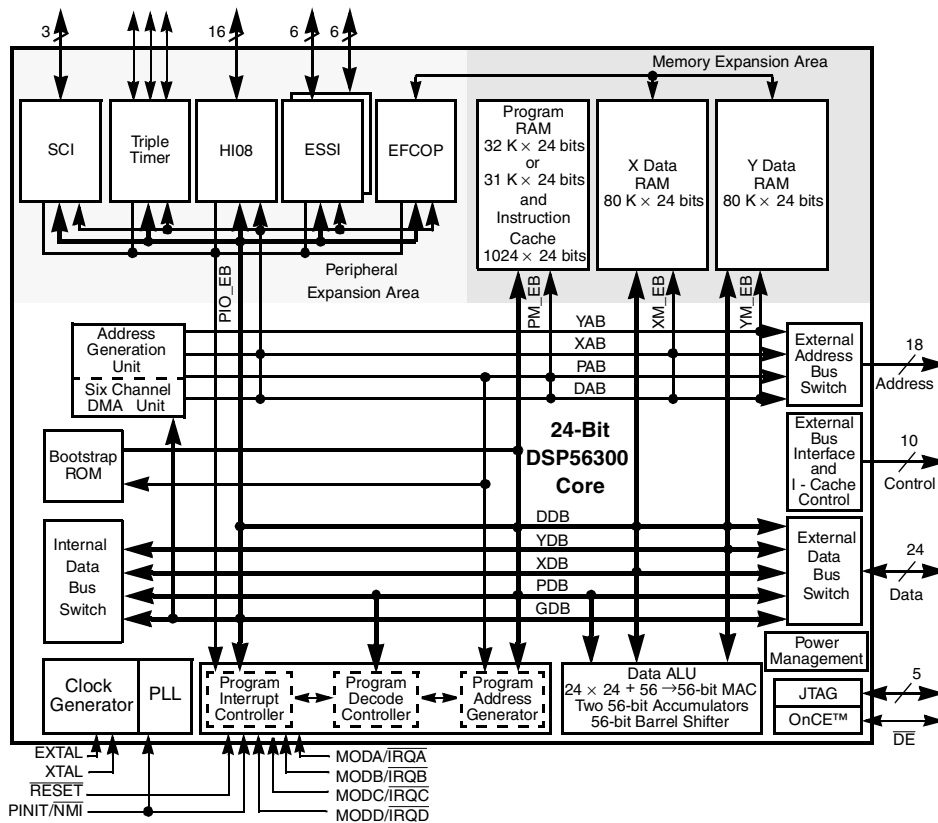 3
16
6
6
Memory Expansion Area
SCI
Triple
Timer
HI08
ESSI
EFCOP
Program
RAM
32 K × 24 bits
or
31 K × 24 bits
and
Instruction
Cache
1024 × 24 bits
X Data
RAM
80 K × 24 bits
Y Data
RAM
80 K × 24 bits
Peripheral
Expansion Area
PIO_EB
PM_EB
XM_EB
YM_EB
Address
Generation
Unit
Six Channel
DMA Unit
YAB
XAB
PAB
DAB
External
Address
Bus
Switch
18
Address
Bootstrap
ROM
24-Bit
DSP56300
Core
External
Bus
Interface
and
I - Cache
Control
10
Control
Internal
Data
Bus
Switch
DDB
YDB
XDB
PDB
GDB
External
Data
Bus
Switch
24
Data
Power
Management
Clock
Generator
PLL
Program
Interrupt
Controller
Program
Decode
Controller
Program
Address
Generator
Data ALU
24 × 24 + 56 →56-bit MAC
Two 56-bit Accumulators
56-bit Barrel Shifter
JTAG
OnCE™
5
DE
EXTAL
XTAL
RESET
PINIT/NMI
MODA/IRQA
MODB/IRQB
MODC/IRQC
MODD/IRQD